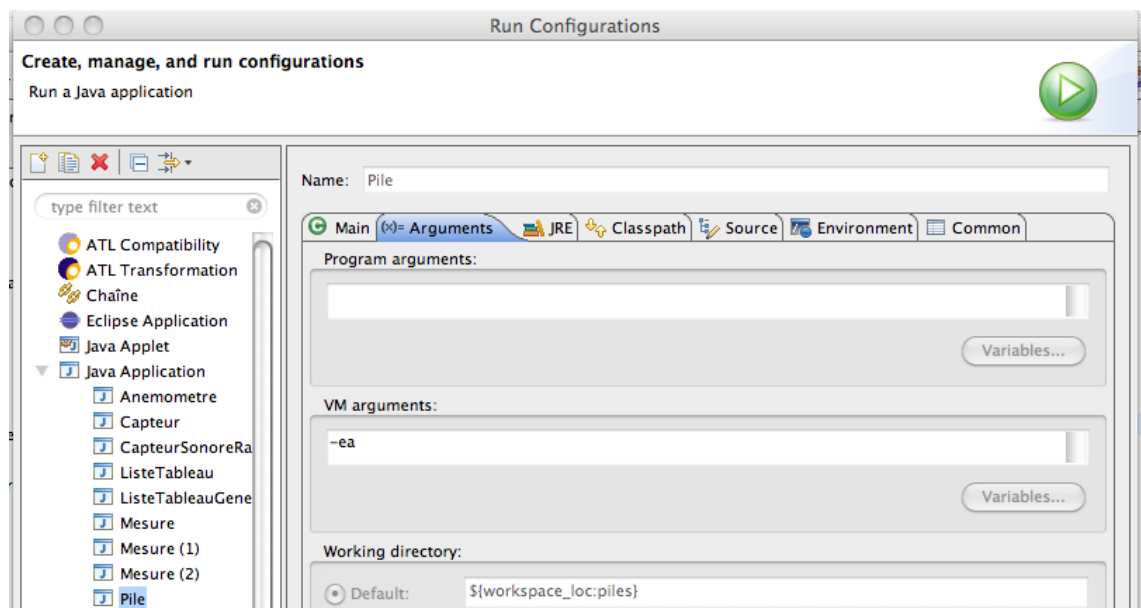 Run Configurations
Create, manage, and run configurations
Run a Java application
type filter text
ATL Compatibility
ATL Transformation
Chaîne
Eclipse Application
Java Applet
Java Application
Anemometre
Capteur
CapteurSonoreRa
ListeTableau
ListeTableauGene
Mesure
Mesure (1)
Mesure (2)
Pile
Name: Pile
Main (x)= Arguments JRE Classpath Source Environment Common
Program arguments:
Variables...
VM arguments:
-ea
Variables...
Working directory:
Default: ${workspace_loc:piles}